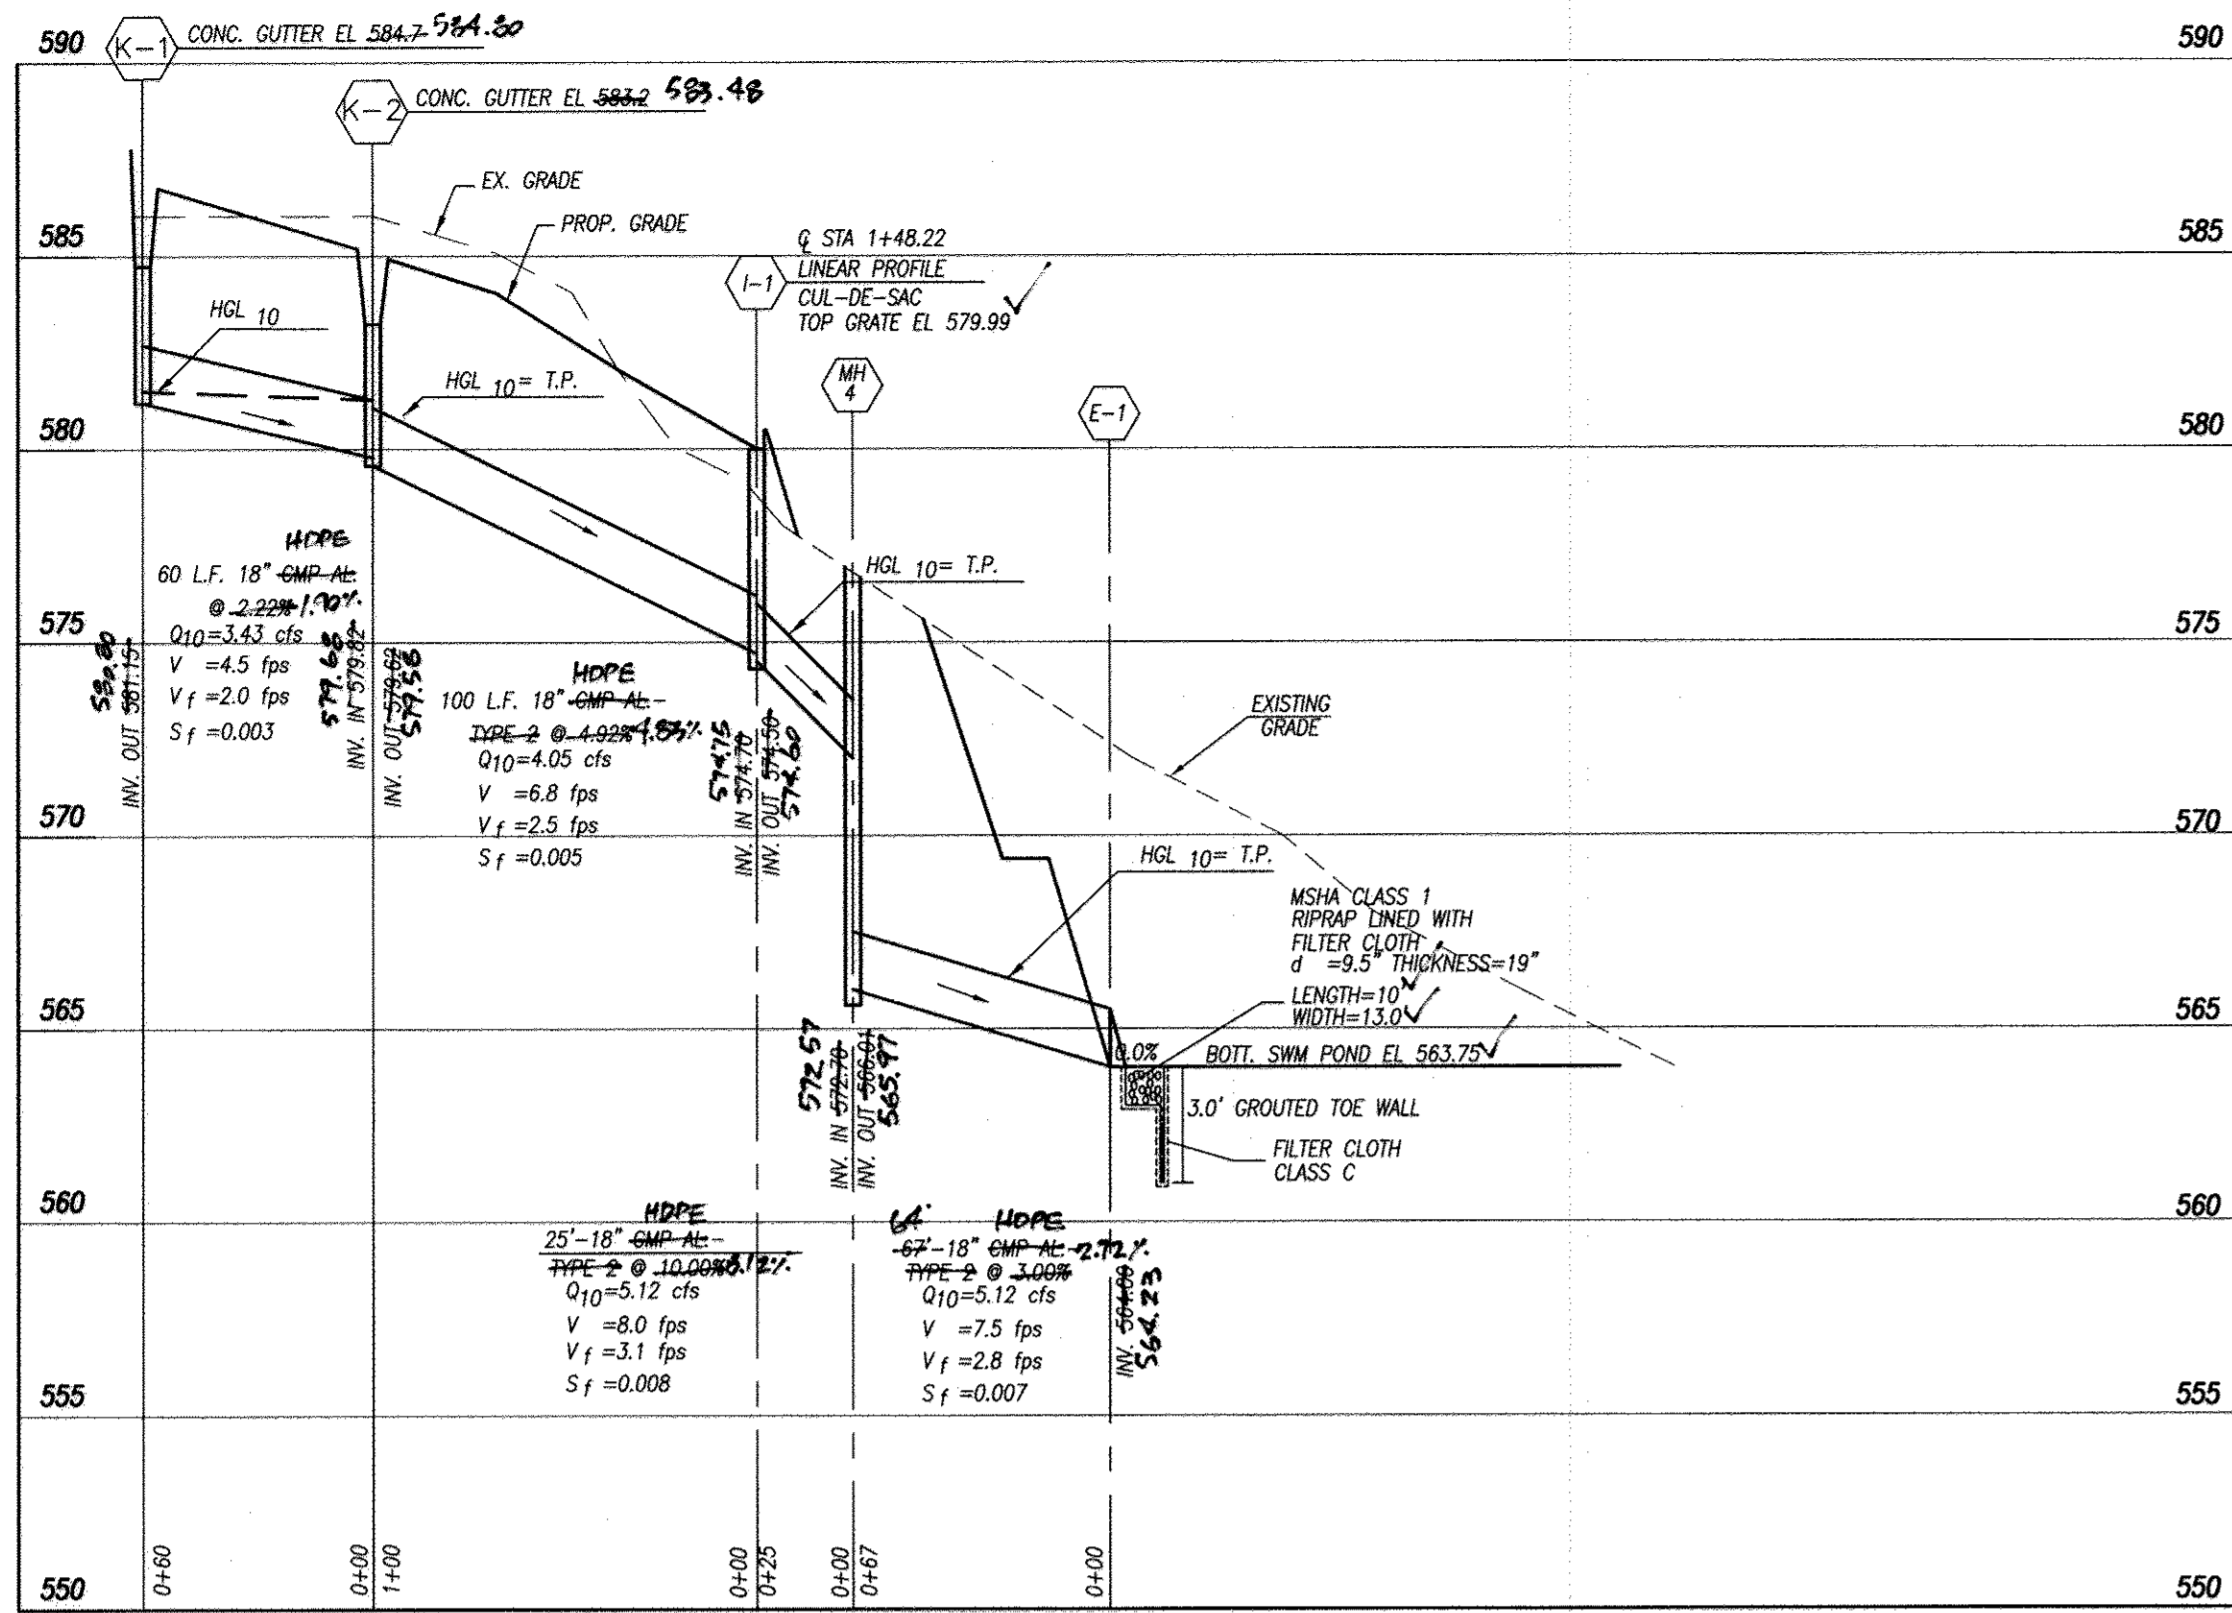 590
K-1
CONC. GUTTER EL 584.7 584.30
590
K-2
CONC. GUTTER EL 583.2 583.48
EX. GRADE
PROP. GRADE
585
585
℄ STA 1+48.22
LINEAR PROFILE
CUL-DE-SAC
TOP GRATE EL 579.99
I-1
HGL 10
HGL 10 = T.P.
MH
4
E-1
580
580
HGL 10 = T.P.
HDPE
60 L.F. 18" CMP AL.
@ 2.22% 1.90%
Q10=3.43 cfs
V =4.5 fps
Vf =2.0 fps
Sf =0.003
575
575
INV. OUT 581.15
INV. IN 579.82
579.68
INV. OUT 579.62
579.58
HDPE
100 L.F. 18" CMP AL.-
TYPE 2 @ 4.92% 4.83%
Q10=4.05 cfs
V =6.8 fps
Vf =2.5 fps
Sf =0.005
574.75
INV. IN 574.70
INV. OUT 574.50
574.60
EXISTING
GRADE
570
570
HGL 10 = T.P.
MSHA CLASS 1
RIPRAP LINED WITH
FILTER CLOTH
d =9.5" THICKNESS=19"
LENGTH=10'
WIDTH=13.0
565
565
0.0%
BOTT. SWM POND EL 563.75
572.57
INV. IN 572.70
INV. OUT 566.01
565.97
3.0' GROUTED TOE WALL
FILTER CLOTH
CLASS C
560
560
HDPE
25'-18" CMP AL.-
TYPE 2 @ 10.00% 8.12%
Q10=5.12 cfs
V =8.0 fps
Vf =3.1 fps
Sf =0.008
64' HDPE
67'-18" CMP AL.- 2.72%
TYPE 2 @ 3.00%
Q10=5.12 cfs
V =7.5 fps
Vf =2.8 fps
Sf =0.007
INV. 564.00
564.23
555
555
550
0+60
0+00
1+00
0+00
0+25
0+00
0+67
0+00
550